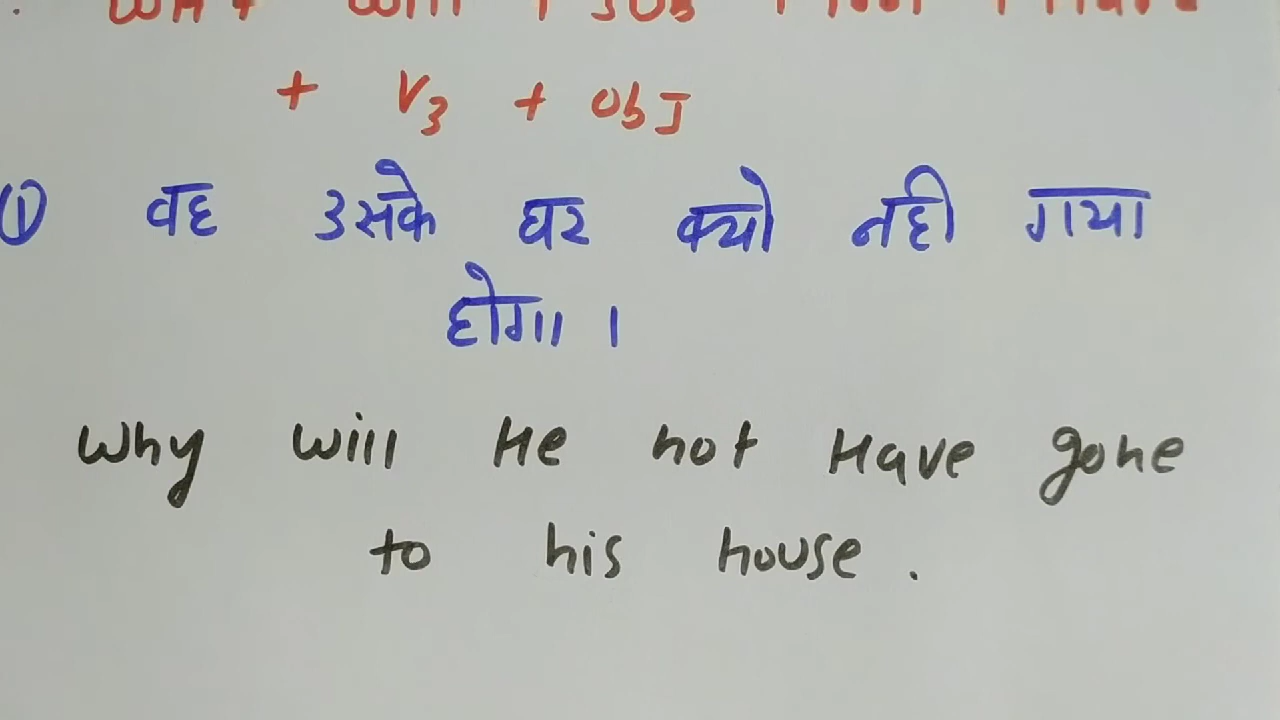 + V3 + obJ
① वह उसके घर क्यो नही गया
होगा ।
Why will He not Have gone
to his house .